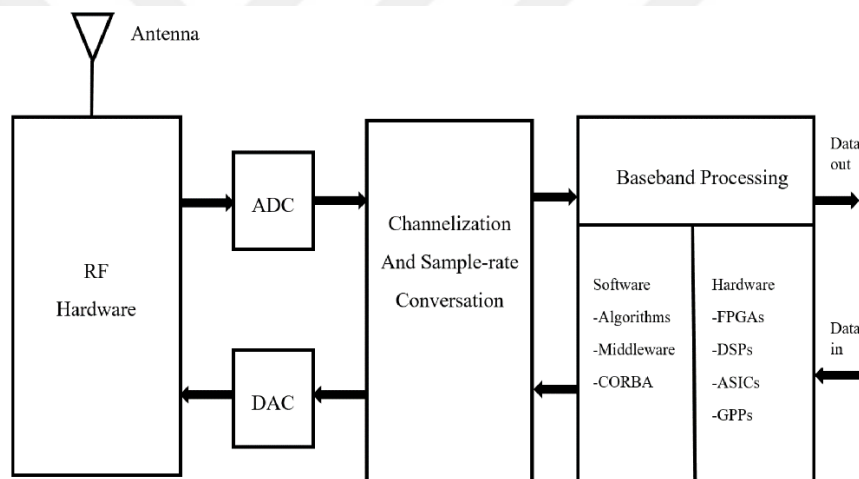 Antenna
RF
Hardware
ADC
DAC
Channelization
And Sample-rate
Conversation
Baseband Processing
Software
-Algorithms
-Middleware
-CORBA
Hardware
-FPGAs
-DSPs
-ASICs
-GPPs
Data
out
Data
in